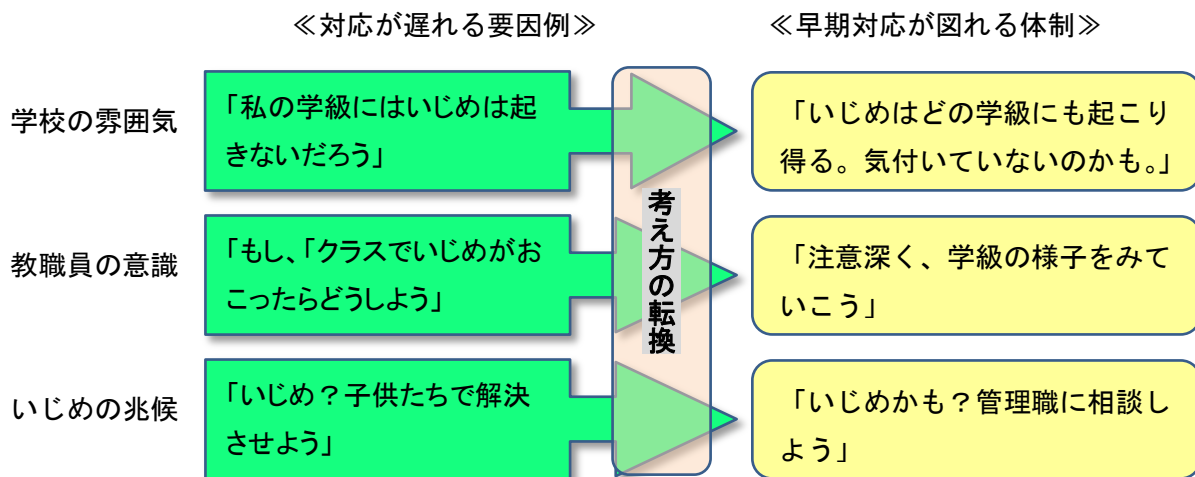 ≪対応が遅れる要因例≫
≪早期対応が図れる体制≫
学校の雰囲気
「私の学級にはいじめは起
きないだろう」
「いじめはどの学級にも起こり
得る。気付いていないのかも。」
教職員の意識
「もし、「クラスでいじめがお
こったらどうしよう」
「注意深く、学級の様子をみて
いこう」
いじめの兆候
「いじめ？子供たちで解決
させよう」
「いじめかも？管理職に相談し
よう」
考え方の転換